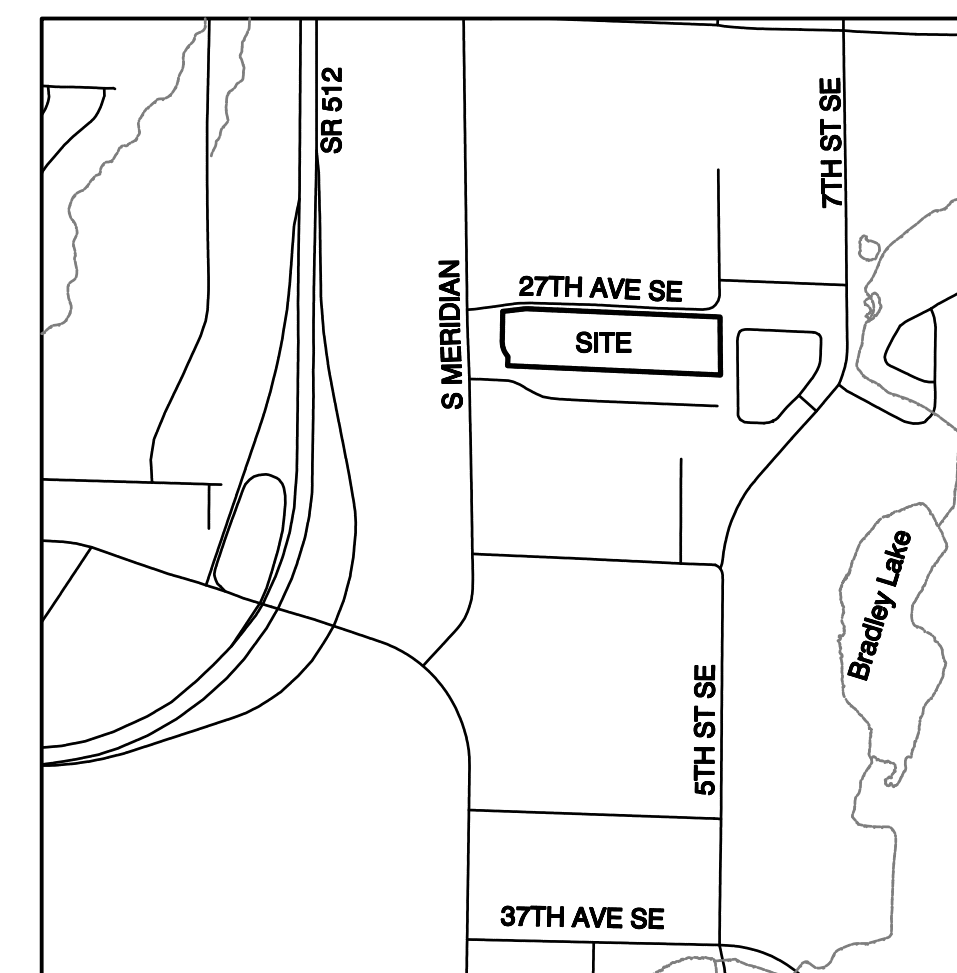 SR 512
7TH ST SE
S MERIDIAN
27TH AVE SE
SITE
Bradley Lake
5TH ST SE
37TH AVE SE